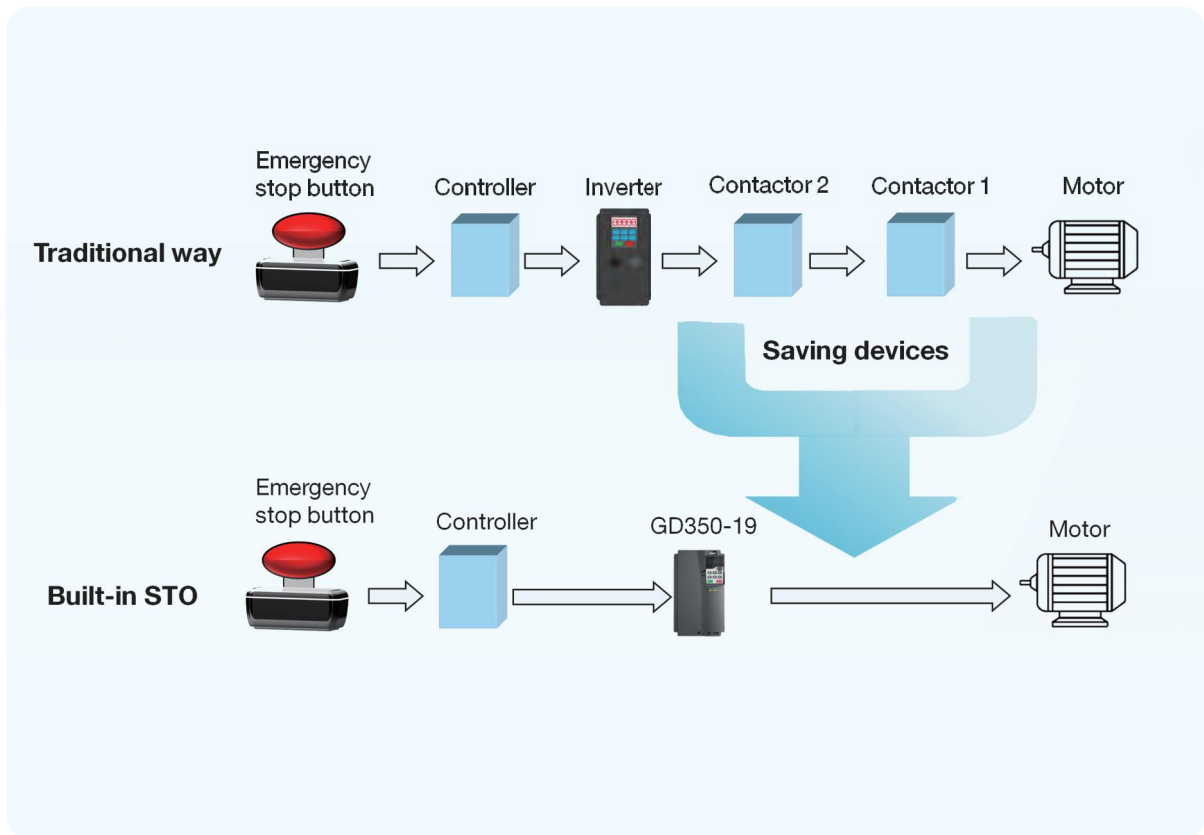 Emergency
stop button
Controller
Inverter
Contactor 2
Contactor 1
Motor
Traditional way
Saving devices
Emergency
stop button
Controller
GD350-19
Motor
Built-in STO